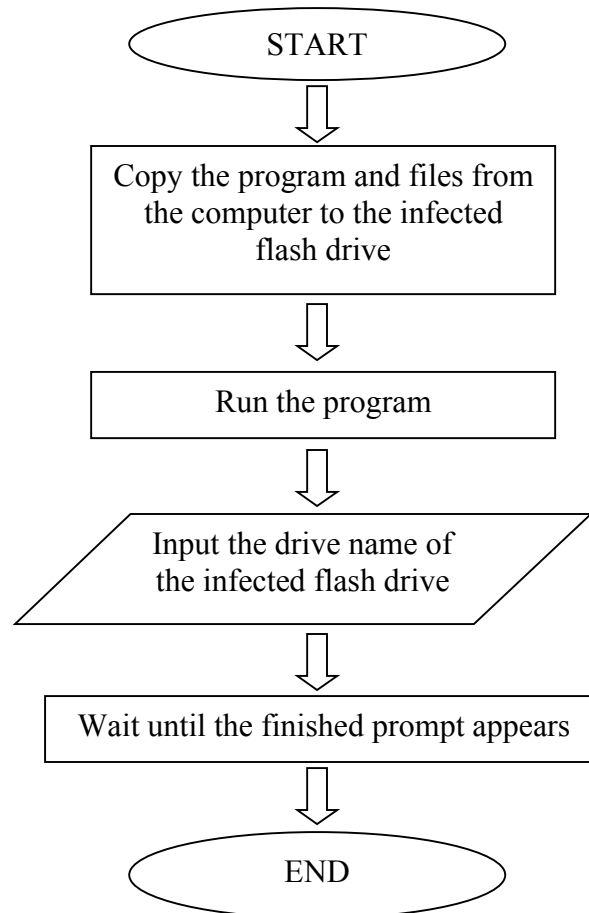 START
Copy the program and files from
the computer to the infected
flash drive
Run the program
Input the drive name of
the infected flash drive
Wait until the finished prompt appears
END